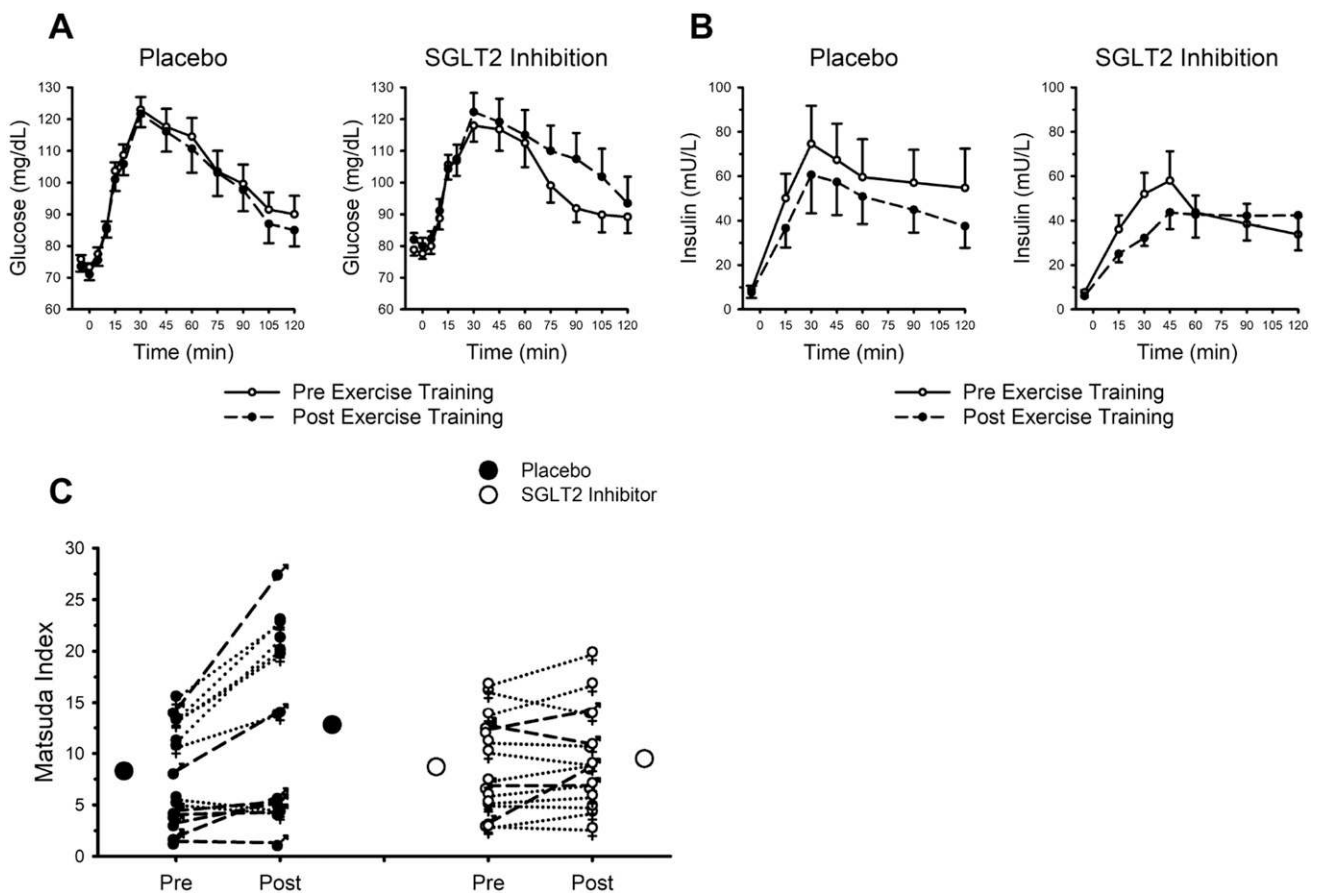 A
B
Placebo
SGLT2 Inhibition
Placebo
SGLT2 Inhibition
Glucose (mg/dL)
130
120
110
100
90
80
70
60
0 15 30 45 60 75 90 105 120
Time (min)
Glucose (mg/dL)
130
120
110
100
90
80
70
60
0 15 30 45 60 75 90 105 120
Time (min)
Insulin (mU/L)
100
80
60
40
20
0
0 15 30 45 60 75 90 105 120
Time (min)
Insulin (mU/L)
100
80
60
40
20
0
0 15 30 45 60 75 90 105 120
Time (min)
Pre Exercise Training
Post Exercise Training
Pre Exercise Training
Post Exercise Training
C
Placebo
SGLT2 Inhibitor
Matsuda Index
30
25
20
15
10
5
0
Pre Post Pre Post